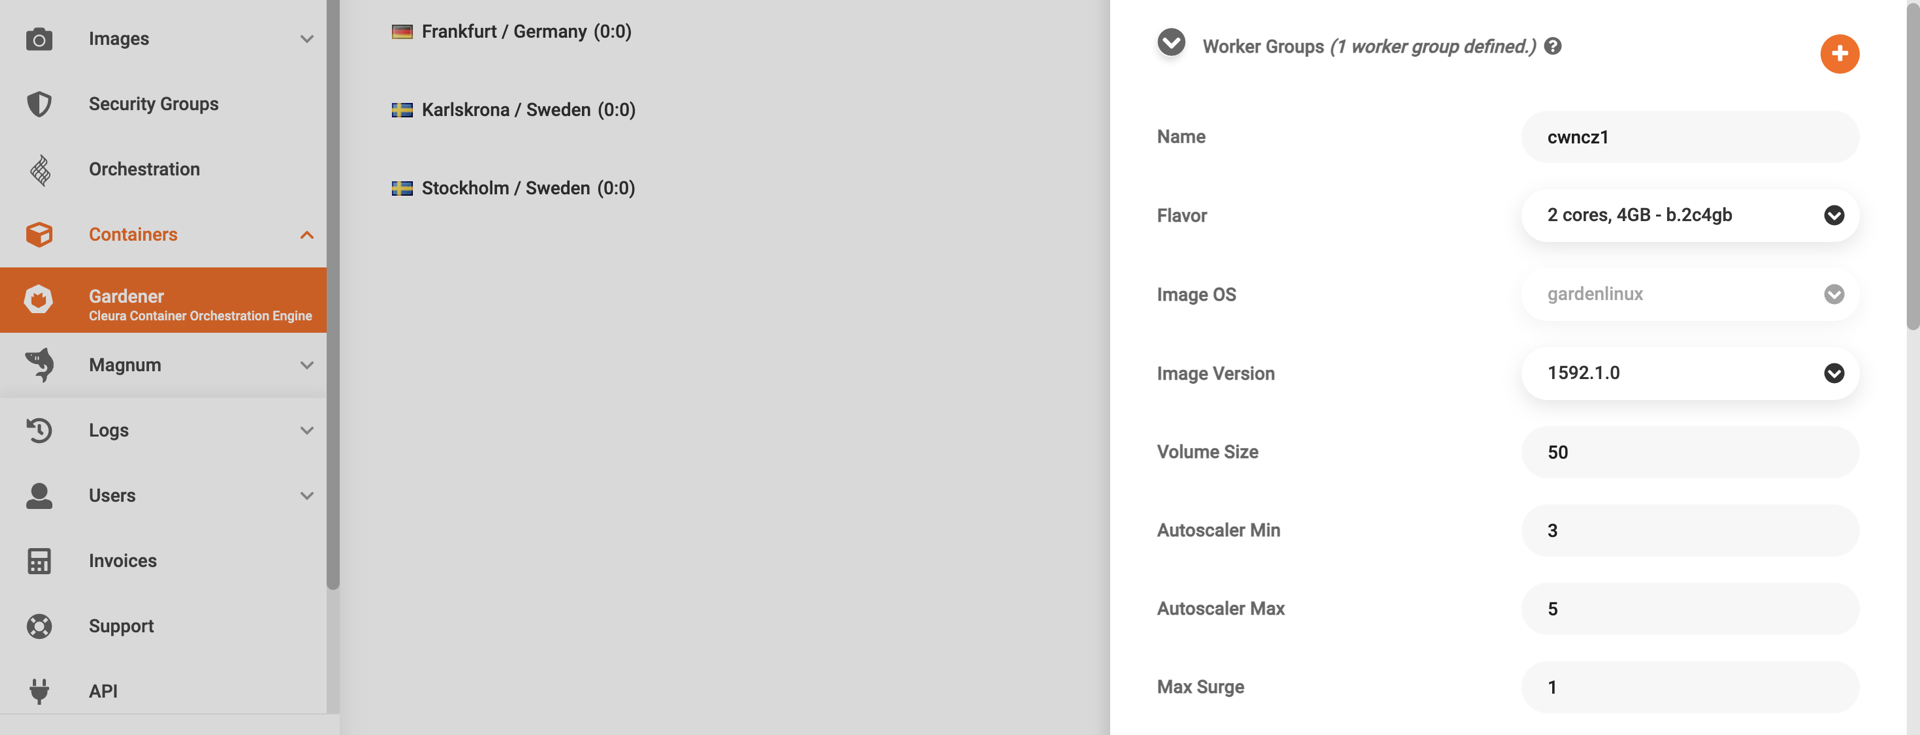 Images
Security Groups
Orchestration
Containers
Gardener
Cleura Container Orchestration Engine
Magnum
Logs
Users
Invoices
Support
API
Frankfurt / Germany (0:0)
Karlskrona / Sweden (0:0)
Stockholm / Sweden (0:0)
Worker Groups (1 worker group defined.)
Name cwncz1
Flavor 2 cores, 4GB - b.2c4gb
Image OS gardenlinux
Image Version 1592.1.0
Volume Size 50
Autoscaler Min 3
Autoscaler Max 5
Max Surge 1